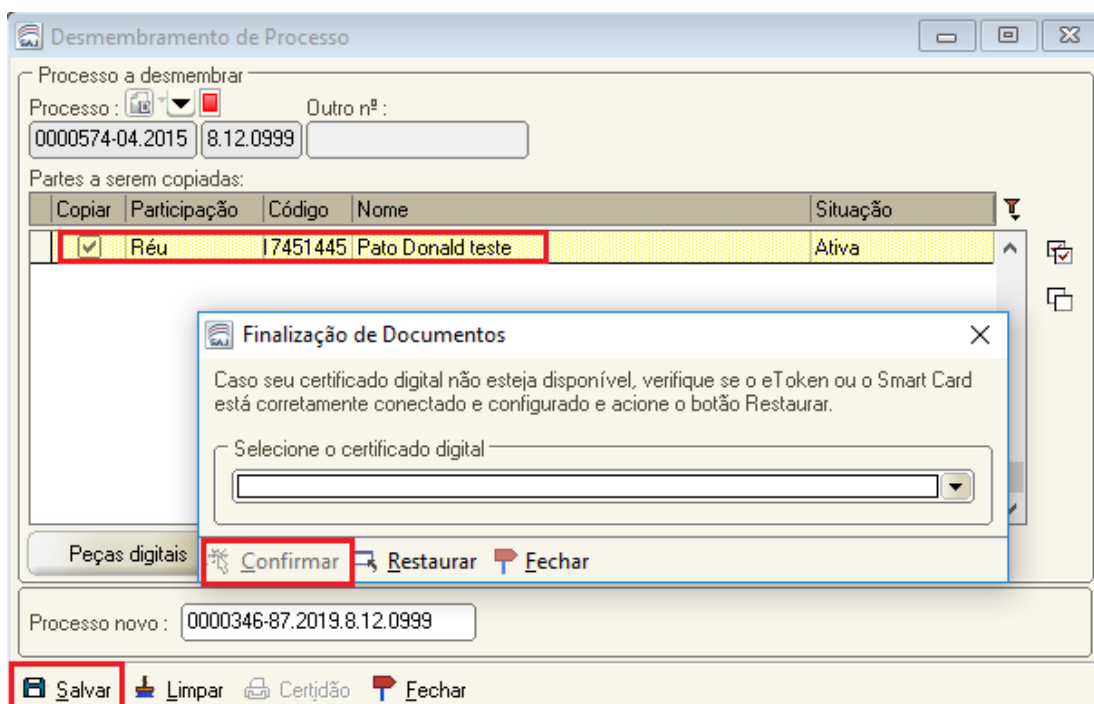 Desmembramento de Processo
Processo a desmembrar
Processo : Outro nº :
0000574-04.2015 8.12.0999
Partes a serem copiadas:
Copiar Participação Código Nome Situação
Réu 17451445 Pato Donald teste Ativa
Finalização de Documentos
Caso seu certificado digital não esteja disponível, verifique se o eToken ou o Smart Card
está corretamente conectado e configurado e acione o botão Restaurar.
Selecione o certificado digital
Peças digitais
Confirmar Restaurar Fechar
Processo novo : 0000346-87.2019.8.12.0999
Salvar Limpar Certidão Fechar